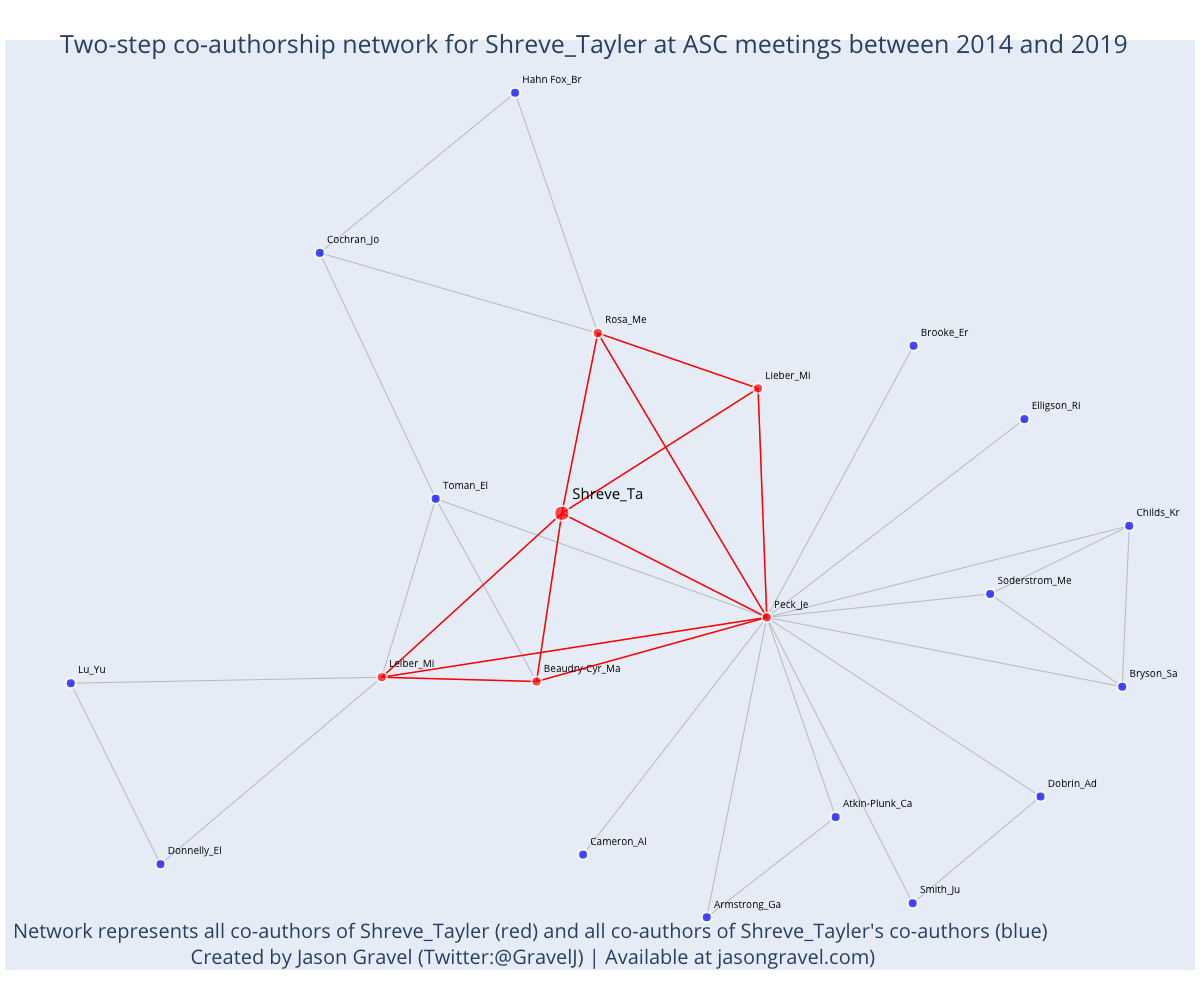 Two-step co-authorship network for Shreve_Tayler at ASC meetings between 2014 and 2019
Hahn Fox_Br
Cochran_Jo
Rosa_Me
Brooke_Er
Lieber_Mi
Elligson_Ri
Toman_El
Shreve_Ta
Childs_Kr
Soderstrom_Me
Peck_Je
Leiber_Mi
Beaudry-Cyr_Ma
Lu_Yu
Bryson_Sa
Dobrin_Ad
Atkin-Plunk_Ca
Cameron_Al
Donnelly_El
Smith_Ju
Armstrong_Ga
Network represents all co-authors of Shreve_Tayler (red) and all co-authors of Shreve_Tayler's co-authors (blue)
Created by Jason Gravel (Twitter:@GravelJ) | Available at jasongravel.com)